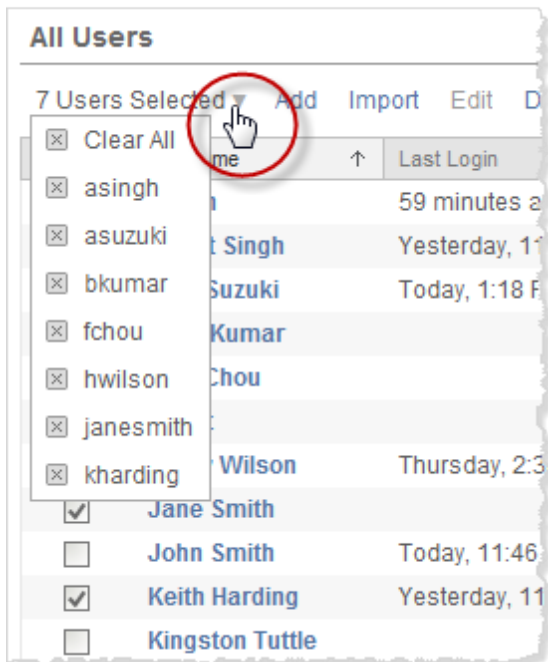 All Users
7 Users Selected Add Import Edit D
Clear All
me ↑ Last Login
59 minutes a
asingh
t Singh Yesterday, 11
asuzuki
Suzuki Today, 1:18 P
bkumar
Kumar
fchou
Chou
hwilson
janesmith
Wilson Thursday, 2:3
kharding
Jane Smith
John Smith Today, 11:46
Keith Harding Yesterday, 11
Kingston Tuttle